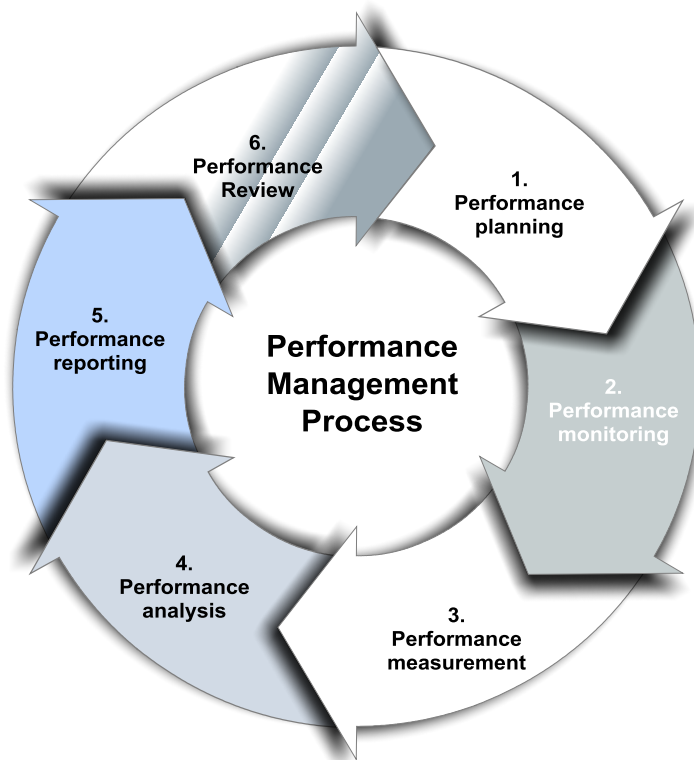 6.
Performance
Review
1.
Performance
planning
5.
Performance
reporting
Performance
Management
Process
2.
Performance
monitoring
4.
Performance
analysis
3.
Performance
measurement